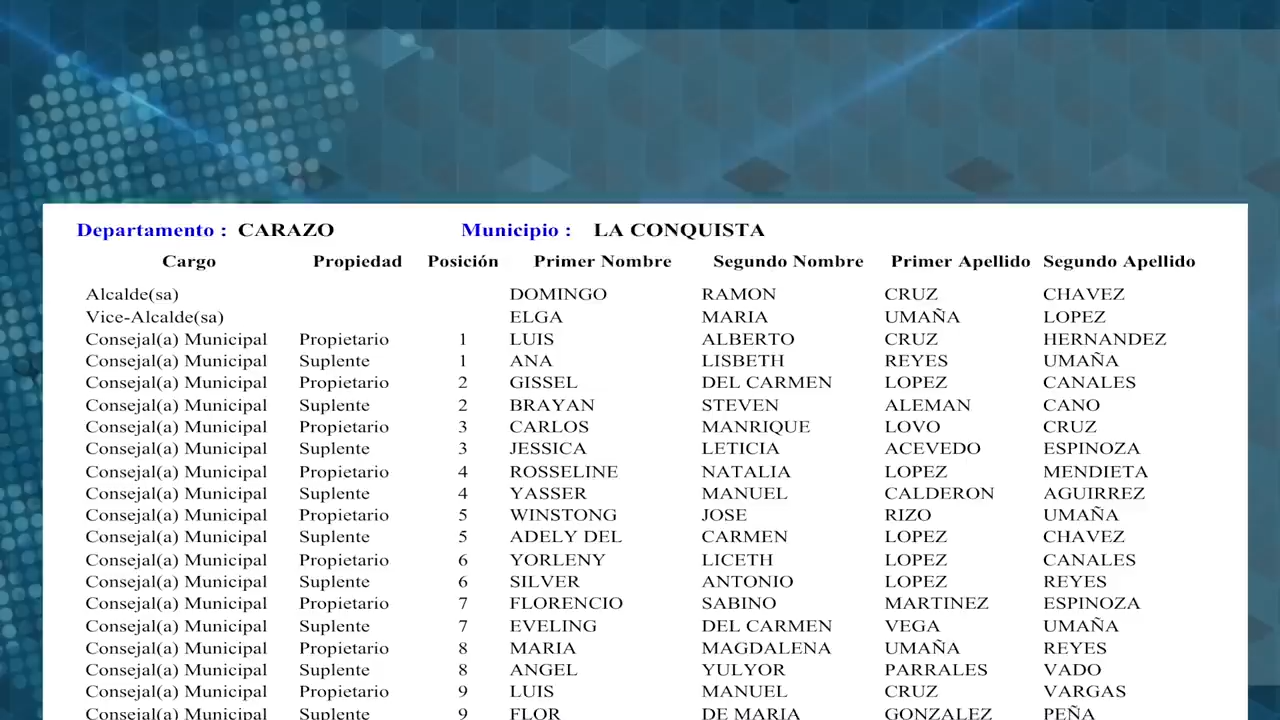 Departamento : CARAZO Municipio : LA CONQUISTA
Cargo Propiedad Posición Primer Nombre Segundo Nombre Primer Apellido Segundo Apellido
Alcalde(sa) DOMINGO RAMON CRUZ CHAVEZ
Vice-Alcalde(sa) ELGA MARIA UMAÑA LOPEZ
Consejal(a) Municipal Propietario 1 LUIS ALBERTO CRUZ HERNANDEZ
Consejal(a) Municipal Suplente 1 ANA LISBETH REYES UMAÑA
Consejal(a) Municipal Propietario 2 GISSEL DEL CARMEN LOPEZ CANALES
Consejal(a) Municipal Suplente 2 BRAYAN STEVEN ALEMAN CANO
Consejal(a) Municipal Propietario 3 CARLOS MANRIQUE LOVO CRUZ
Consejal(a) Municipal Suplente 3 JESSICA LETICIA ACEVEDO ESPINOZA
Consejal(a) Municipal Propietario 4 ROSSELINE NATALIA LOPEZ MENDIETA
Consejal(a) Municipal Suplente 4 YASSER MANUEL CALDERON AGUIRREZ
Consejal(a) Municipal Propietario 5 WINSTONG JOSE RIZO UMAÑA
Consejal(a) Municipal Suplente 5 ADELY DEL CARMEN LOPEZ CHAVEZ
Consejal(a) Municipal Propietario 6 YORLENY LICETH LOPEZ CANALES
Consejal(a) Municipal Suplente 6 SILVER ANTONIO LOPEZ REYES
Consejal(a) Municipal Propietario 7 FLORENCIO SABINO MARTINEZ ESPINOZA
Consejal(a) Municipal Suplente 7 EVELING DEL CARMEN VEGA UMAÑA
Consejal(a) Municipal Propietario 8 MARIA MAGDALENA UMAÑA REYES
Consejal(a) Municipal Suplente 8 ANGEL YULYOR PARRALES VADO
Consejal(a) Municipal Propietario 9 LUIS MANUEL CRUZ VARGAS
Consejal(a) Municipal Suplente 9 FLOR DE MARIA GONZALEZ PEÑA